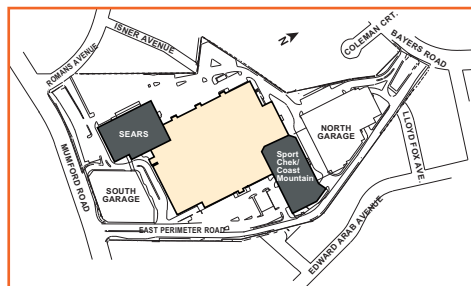 ISNER AVENUE
ROMANS AVENUE
N
COLEMAN CRT.
BAYERS ROAD
SEARS
NORTH
GARAGE
LLOYD FOX AVE.
MUMFORD ROAD
Sport
Chek/
Coast
Mountain
SOUTH
GARAGE
EAST PERIMETER ROAD
EDWARD ARAB AVENUE